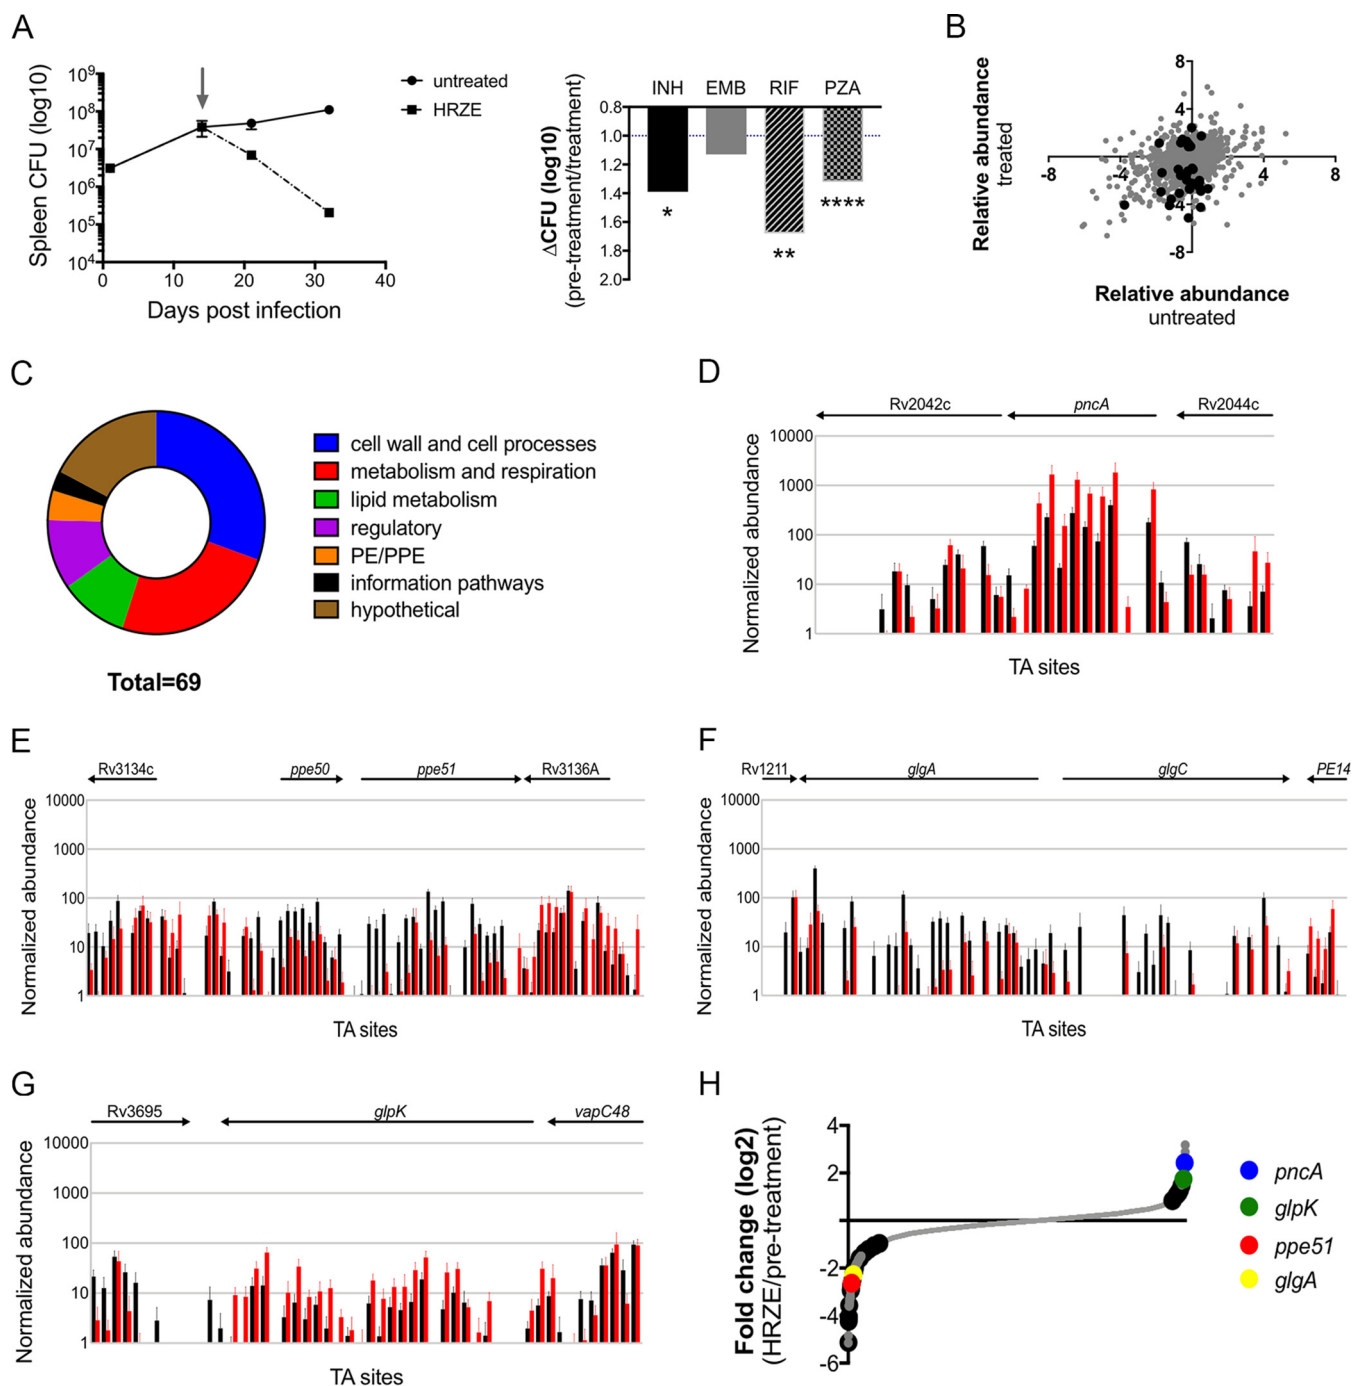 A
Spleen CFU (log10)
10^9
10^8
10^7
10^6
10^5
10^4
0
10
20
30
40
Days post infection
untreated
HRZE
INH
EMB
RIF
PZA
ΔCFU (log10)
(pre-treatment/treatment)
0.8
1.0
1.2
1.4
1.6
1.8
2.0
*
**
****
B
Relative abundance
treated
8
4
-8
-4
4
8
-4
-8
Relative abundance
untreated
C
cell wall and cell processes
metabolism and respiration
lipid metabolism
regulatory
PE/PPE
information pathways
hypothetical
Total=69
D
Rv2042c
pncA
Rv2044c
Normalized abundance
10000
1000
100
10
1
TA sites
E
Rv3134c
ppe50
ppe51
Rv3136A
Normalized abundance
10000
1000
100
10
1
TA sites
F
Rv1211
glgA
glgC
PE14
Normalized abundance
10000
1000
100
10
1
TA sites
G
Rv3695
glpK
vapC48
Normalized abundance
10000
1000
100
10
1
TA sites
H
Fold change (log2)
(HRZE/pre-treatment)
4
2
-2
-4
-6
pncA
glpK
ppe51
glgA